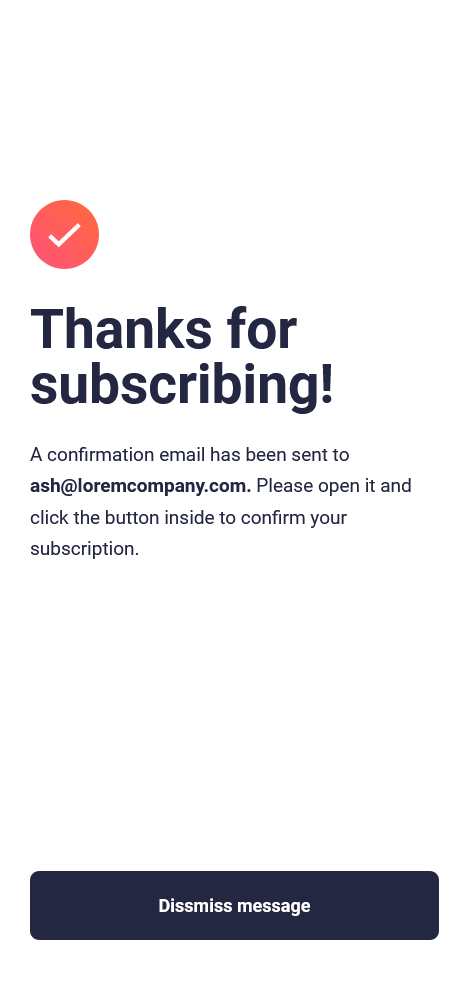 Thanks for
subscribing!
A confirmation email has been sent to
ash@loremcompany.com. Please open it and
click the button inside to confirm your
subscription.
Dissmiss message